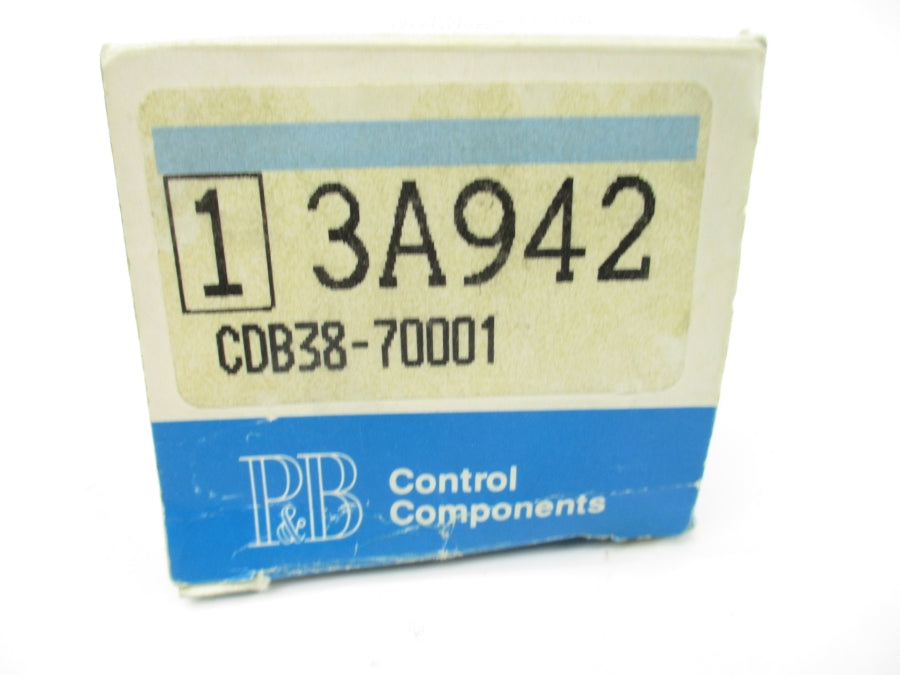 1 3A942
CDB38-70001
P&B
Control
Components